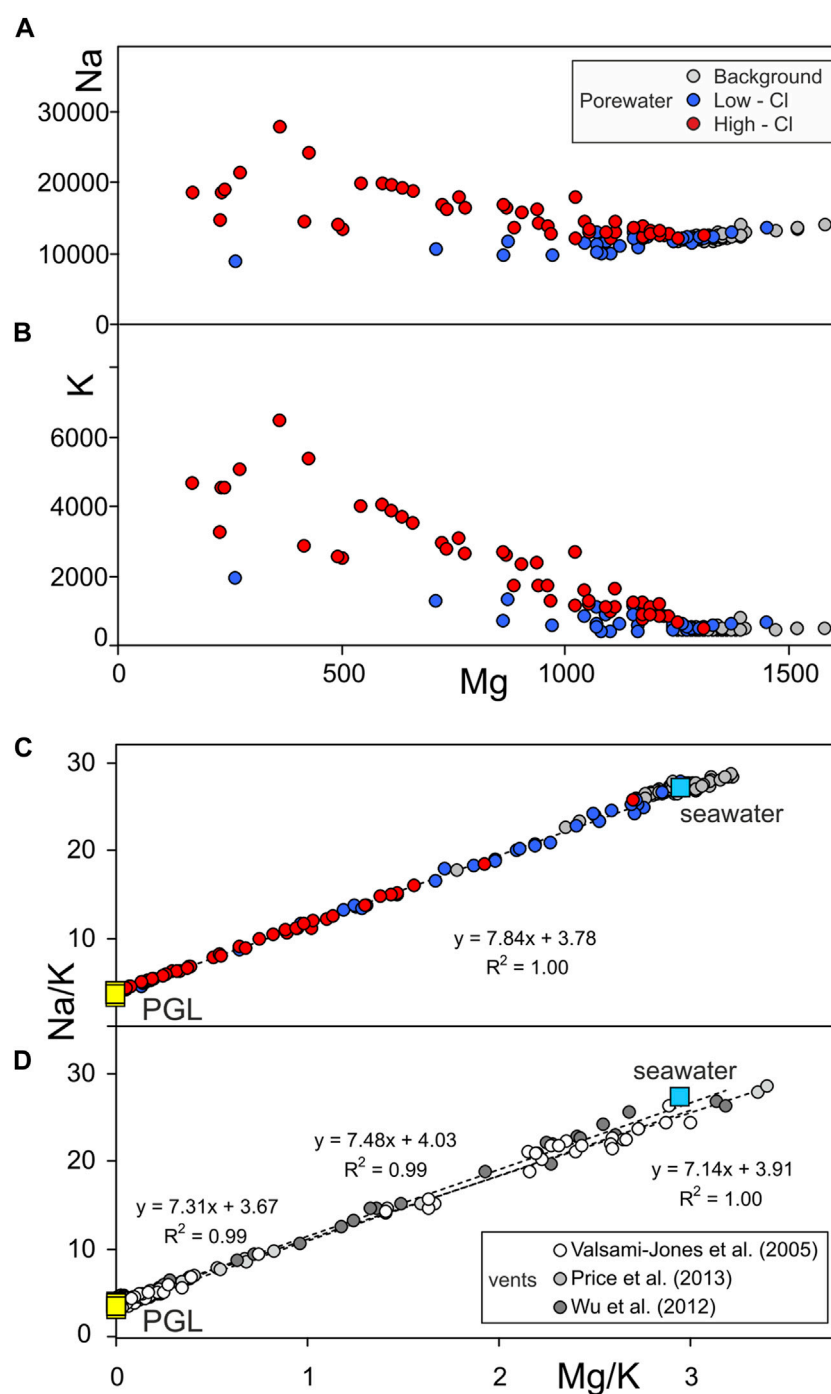 A
Na
30000
20000
10000
0
Background
Porewater
Low - Cl
High - Cl
B
K
6000
4000
2000
0
0
500
Mg
1000
1500
C
Na/K
30
20
10
seawater
y = 7.84x + 3.78
R² = 1.00
PGL
D
30
20
10
0
seawater
y = 7.48x + 4.03
R² = 0.99
y = 7.31x + 3.67
R² = 0.99
y = 7.14x + 3.91
R² = 1.00
vents
Valsami-Jones et al. (2005)
Price et al. (2013)
Wu et al. (2012)
PGL
0
1
2
Mg/K
3